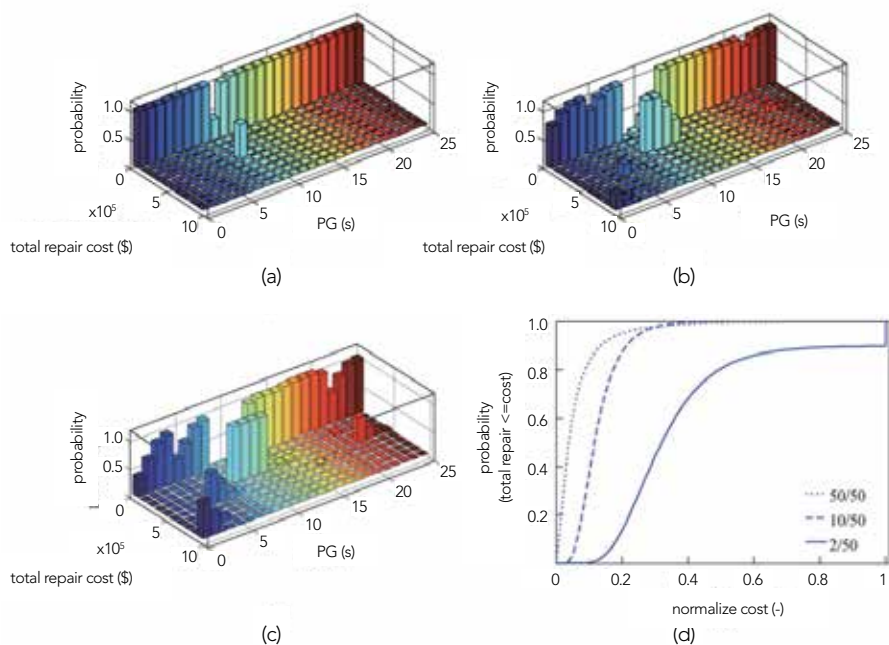 probability
1.0
0.5
0
x10⁵
5
10
total repair cost ($)
0
5
10
15
20
25
PG (s)
(a)
probability
1.0
0.5
0
x10⁵
5
10
total repair cost ($)
0
5
10
15
20
25
PG (s)
(b)
probability
1.0
0.5
0
x10⁵
5
10
total repair cost ($)
0
5
10
15
20
25
PG (s)
(c)
probability
(total repair <=cost)
1.0
0.8
0.6
0.4
0.2
0
0.2
0.4
0.6
0.8
1
50/50
10/50
2/50
normalize cost (-)
(d)